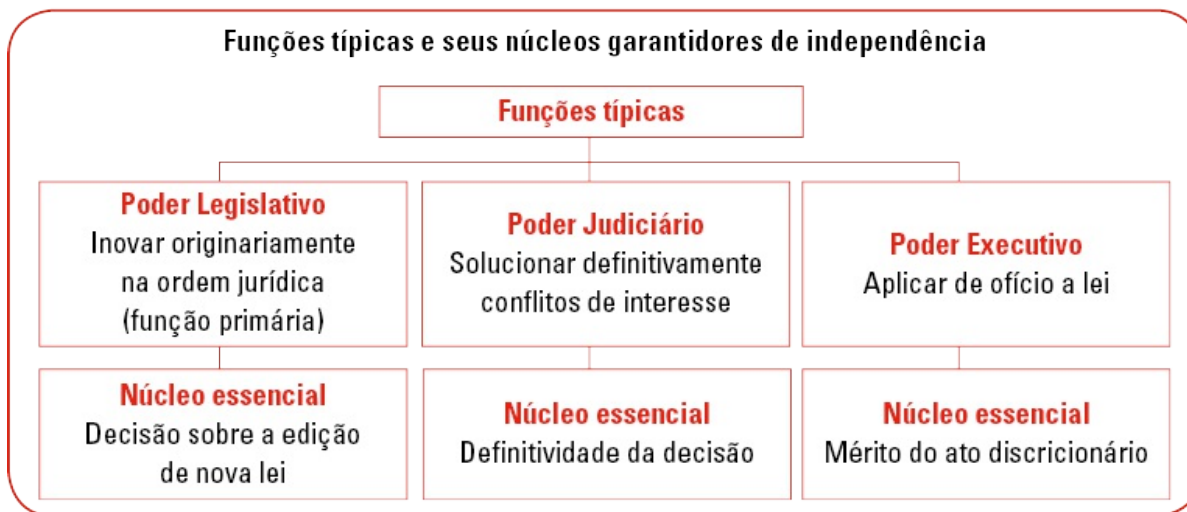 Funções típicas e seus núcleos garantidores de independência
Funções típicas
Poder Legislativo
Inovar originariamente
na ordem jurídica
(função primária)
Poder Judiciário
Solucionar definitivamente
conflitos de interesse
Poder Executivo
Aplicar de ofício a lei
Núcleo essencial
Decisão sobre a edição
de nova lei
Núcleo essencial
Definitividade da decisão
Núcleo essencial
Mérito do ato discricionário